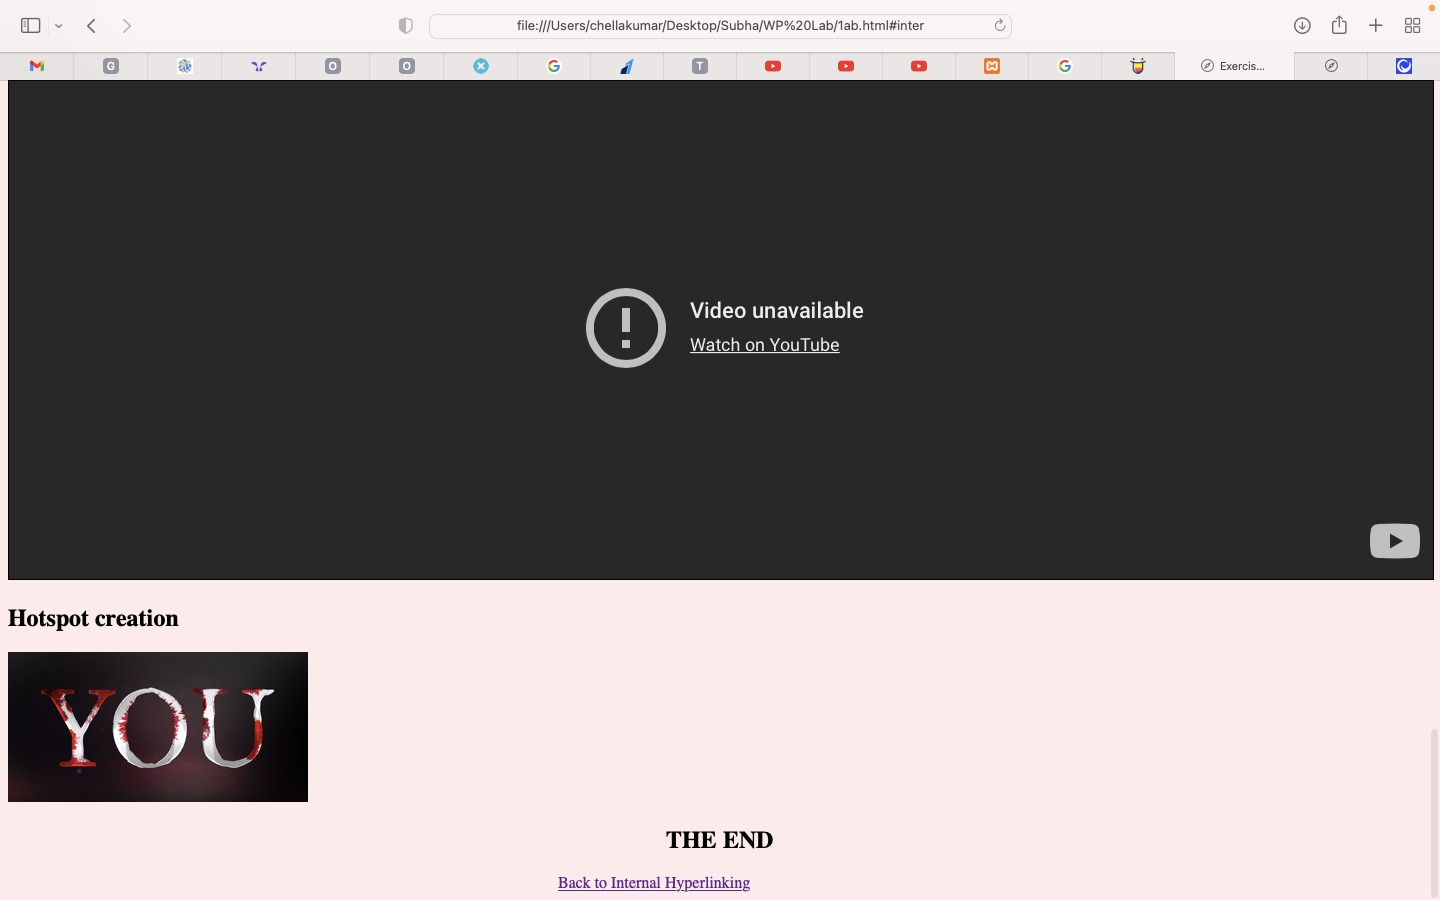 file:///Users/chellakumar/Desktop/Subha/WP%20Lab/1ab.html#inter
G
O
O
T
Exercis...
Video unavailable
Watch on YouTube
Hotspot creation
YOU
THE END
Back to Internal Hyperlinking